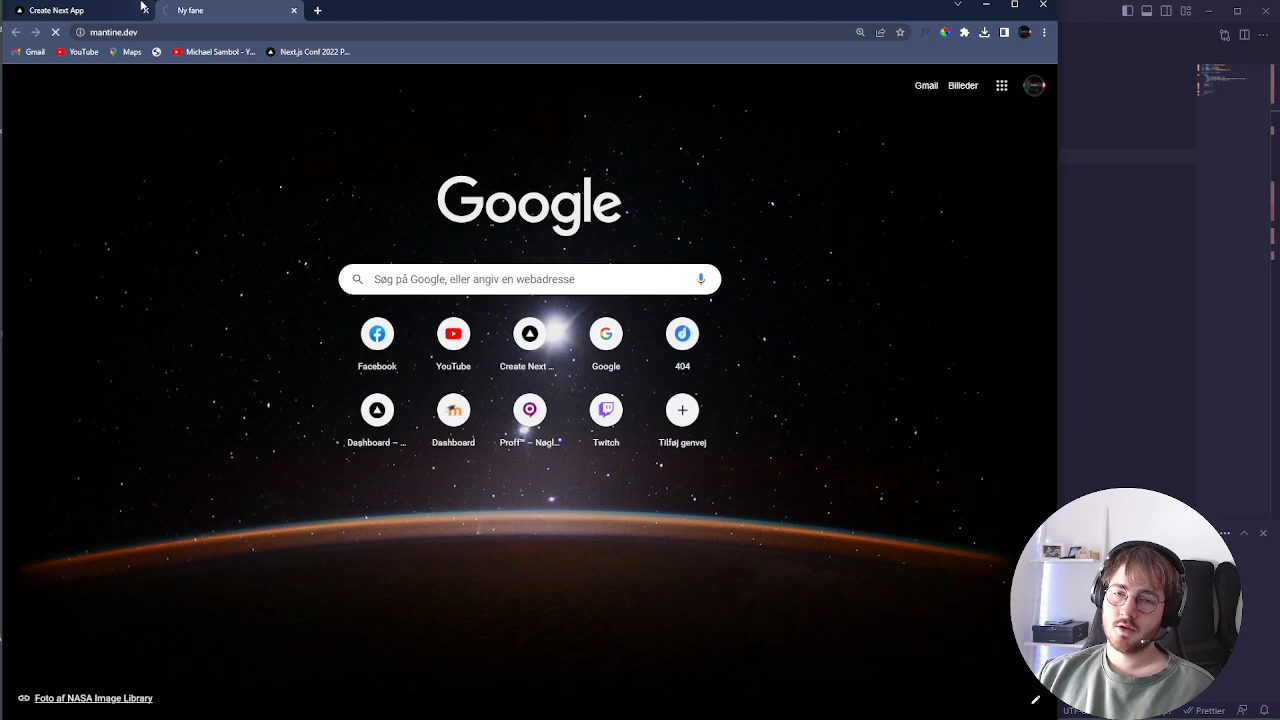 Create Next App
Ny fane
mantine.dev
Gmail
YouTube
Maps
Michael Sambol - Y...
Next.js Conf 2022 P...
Gmail
Billeder
Google
Søg på Google, eller angiv en webadresse
Facebook
YouTube
Create Next ...
Google
404
Dashboard – ...
Dashboard
Proff™ – Nøgl...
Twitch
Tilføj genvej
Foto af NASA Image Library
Prettier